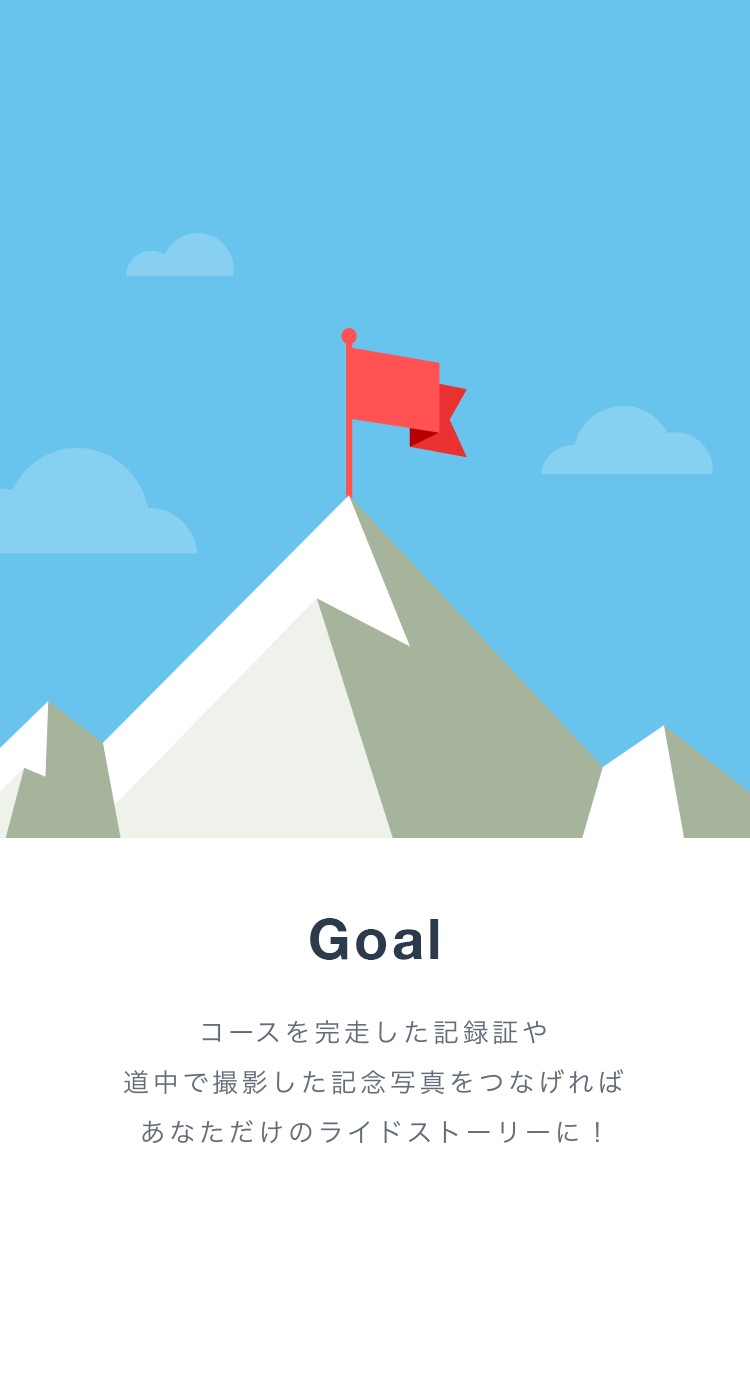 Goal
コースを完走した記録証や
道中で撮影した記念写真をつなげれば
あなただけのライドストーリーに！